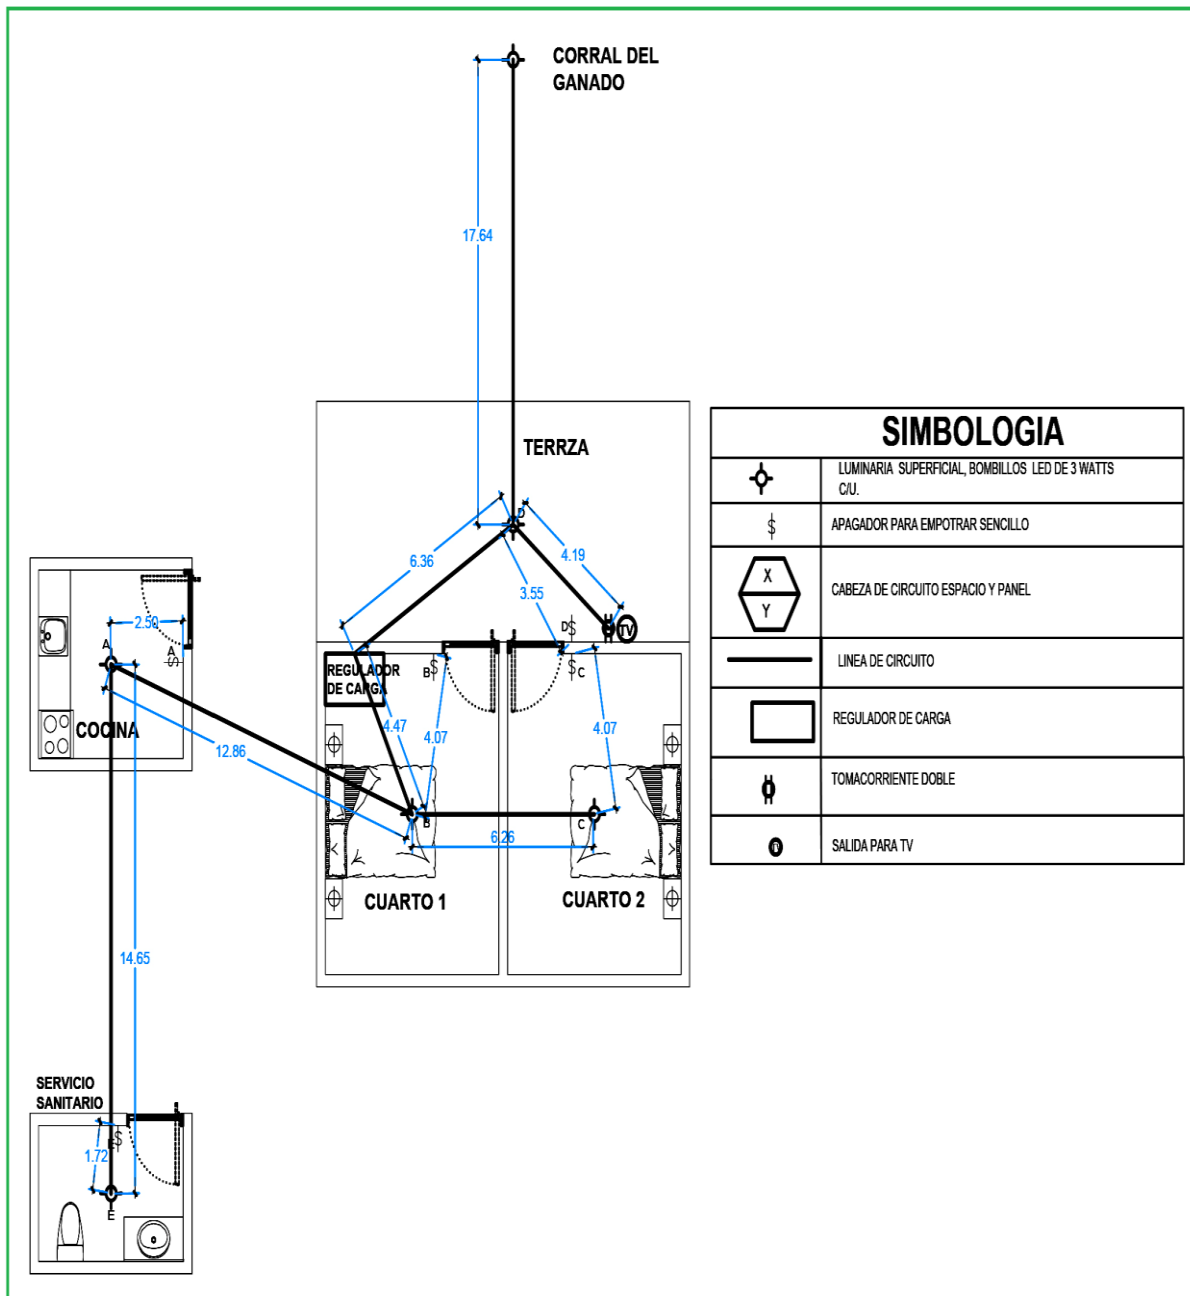 CORRAL DEL
GANADO
17.64
TERRZA
D
6.36
4.19
3.55
D$
TV
REGULADOR
DE CARGA
B$
$C
4.47
4.07
4.07
B
C
6.26
CUARTO 1
CUARTO 2
2.50
A
A
$
COCINA
12.86
14.65
SERVICIO
SANITARIO
$
1.72
E
SIMBOLOGIA
LUMINARIA SUPERFICIAL, BOMBILLOS LED DE 3 WATTS
C/U.
$
APAGADOR PARA EMPOTRAR SENCILLO
X
Y
CABEZA DE CIRCUITO ESPACIO Y PANEL
LINEA DE CIRCUITO
REGULADOR DE CARGA
TOMACORRIENTE DOBLE
SALIDA PARA TV